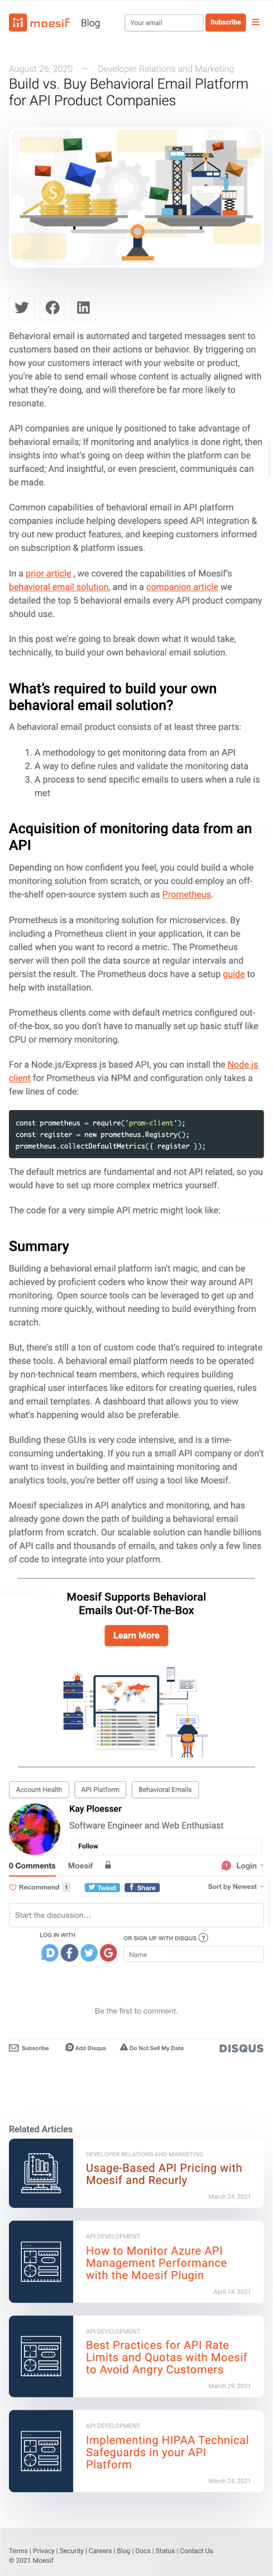 moesif Blog Your email Subscribe
August 26, 2020 — Developer Relations and Marketing
Build vs. Buy Behavioral Email Platform
for API Product Companies
Behavioral email is automated and targeted messages sent to
customers based on their actions or behavior. By triggering on
how your customers interact with your website or product,
you're able to send email whose content is actually aligned with
what they're doing, and will therefore be far more likely to
resonate.
API companies are unique ly positioned to take advantage of
behavioral emails; If monitoring and analytics is done right, then
insights into what's going on deep within the platform can be
surfaced; And insightful, or even prescient, communiqués can
be made.
Common capabilities of behavioral email in API platform
companies include helping developers speed API integration &
try out new product features, and keeping customers informed
on subscription & platform issues.
In a prior article , we covered the capabilities of Moesif's
behavioral email solution, and in a companion article we
detailed the top 5 behavioral emails every API product company
should use.
In this post we're going to break down what it would take,
technically, to build your own behavioral email solution.
What's required to build your own
behavioral email solution?
A behavioral email product consists of at least three parts:
1. A methodology to get monitoring data from an API
2. A way to define rules and validate the monitoring data
3. A process to send specific emails to users when a rule is
met
Acquisition of monitoring data from an
API
Depending on how confident you feel, you could build a whole
monitoring solution from scratch, or you could employ an off-
the-shelf open-source system such as Prometheus.
Prometheus is a monitoring solution for microservices. By
including a Prometheus client in your application, it can be
called when you want to record a metric. The Prometheus
server will then poll the data source at regular intervals and
persist the result. The Prometheus docs have a setup guide to
help with installation.
Prometheus clients come with default metrics configured out-
of-the-box, so you don't have to manually set up basic stuff like
CPU or memory monitoring.
For a Node.js/Express.js based API, you can install the Node.js
client for Prometheus via NPM and configuration only takes a
few lines of code:
const prometheus = require('prom-client');
const register = new prometheus.Registry();
prometheus.collectDefaultMetrics({ register });
The default metrics are fundamental and not API related, so you
would have to set up more complex metrics yourself.
The code for a very simple API metric might look like:
Summary
Building a behavioral email platform isn't magic, and can be
achieved by proficient coders who know their way around API
monitoring. Open source tools can be leveraged to get up and
running more quickly, without needing to build everything from
scratch.
But, there's still a ton of custom code that's required to integrate
these tools. A behavioral email platform needs to be operated
by non-technical team members, which requires building
graphical user interfaces like editors for creating queries, rules
and email templates. A dashboard that allows you to view
what's happening would also be preferable.
Building these GUIs is very code intensive, and is a time-
consuming undertaking. If you run a small API company or don't
want to invest in building and maintaining monitoring and
analytics tools, you're better off using a tool like Moesif.
Moesif specializes in API analytics and monitoring, and has
already gone down the path of building a behavioral email
platform from scratch. Our scalable solution can handle billions
of API calls and thousands of emails, and takes only a few lines
of code to integrate into your platform.
Moesif Supports Behavioral
Emails Out-Of-The-Box
Learn More
Account Health API Platform Behavioral Emails
Kay Ploesser
Software Engineer and Web Enthusiast
Follow
0 Comments Moesif 1 Login
Recommend 1 Tweet Share Sort by Newest
Start the discussion…
LOG IN WITH
OR SIGN UP WITH DISQUS ?
Name
Be the first to comment.
Subscribe Add Disqus Do Not Sell My Data DISQUS
Related Articles
DEVELOPER RELATIONS AND MARKETING
Usage-Based API Pricing with
Moesif and Recurly
March 24, 2021
API DEVELOPMENT
How to Monitor Azure API
Management Performance
with the Moesif Plugin
April 14, 2021
API DEVELOPMENT
Best Practices for API Rate
Limits and Quotas with Moesif
to Avoid Angry Customers
March 29, 2021
API DEVELOPMENT
Implementing HIPAA Technical
Safeguards in your API
Platform
March 24, 2021
Terms | Privacy | Security | Careers | Blog | Docs | Status | Contact Us
© 2021 Moesif